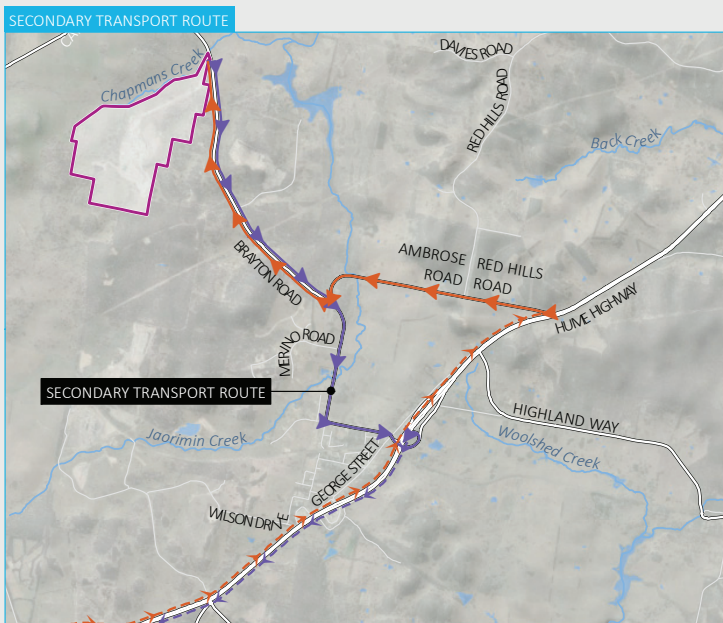 SECONDARY TRANSPORT ROUTE
DAVIES ROAD
Chapmans Creek
RED HILLS ROAD
Back Creek
AMBROSE
ROAD
RED HILLS
ROAD
BRAYTON ROAD
HUME HIGHWAY
MERINO ROAD
SECONDARY TRANSPORT ROUTE
HIGHLAND WAY
Jaorimin Creek
Woolshed Creek
GEORGE STREET
WILSON DRIVE